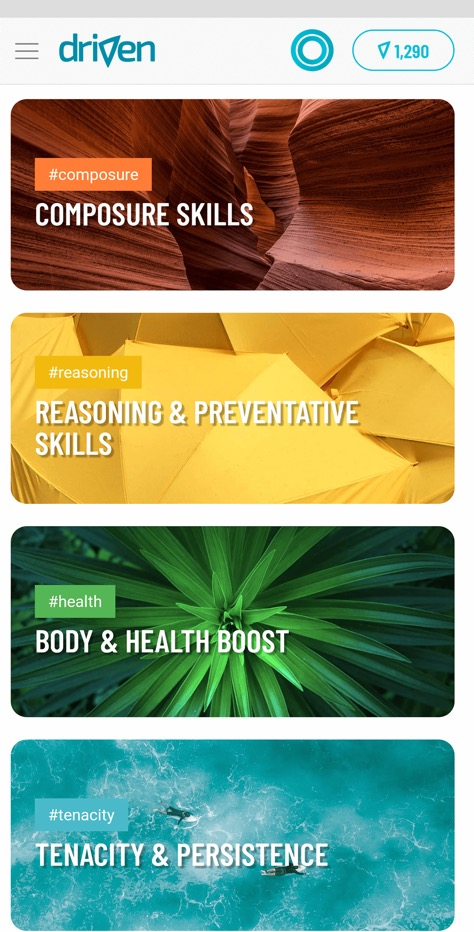 driven
1,290
#composure
COMPOSURE SKILLS
#reasoning
REASONING & PREVENTATIVE
SKILLS
#health
BODY & HEALTH BOOST
#tenacity
TENACITY & PERSISTENCE